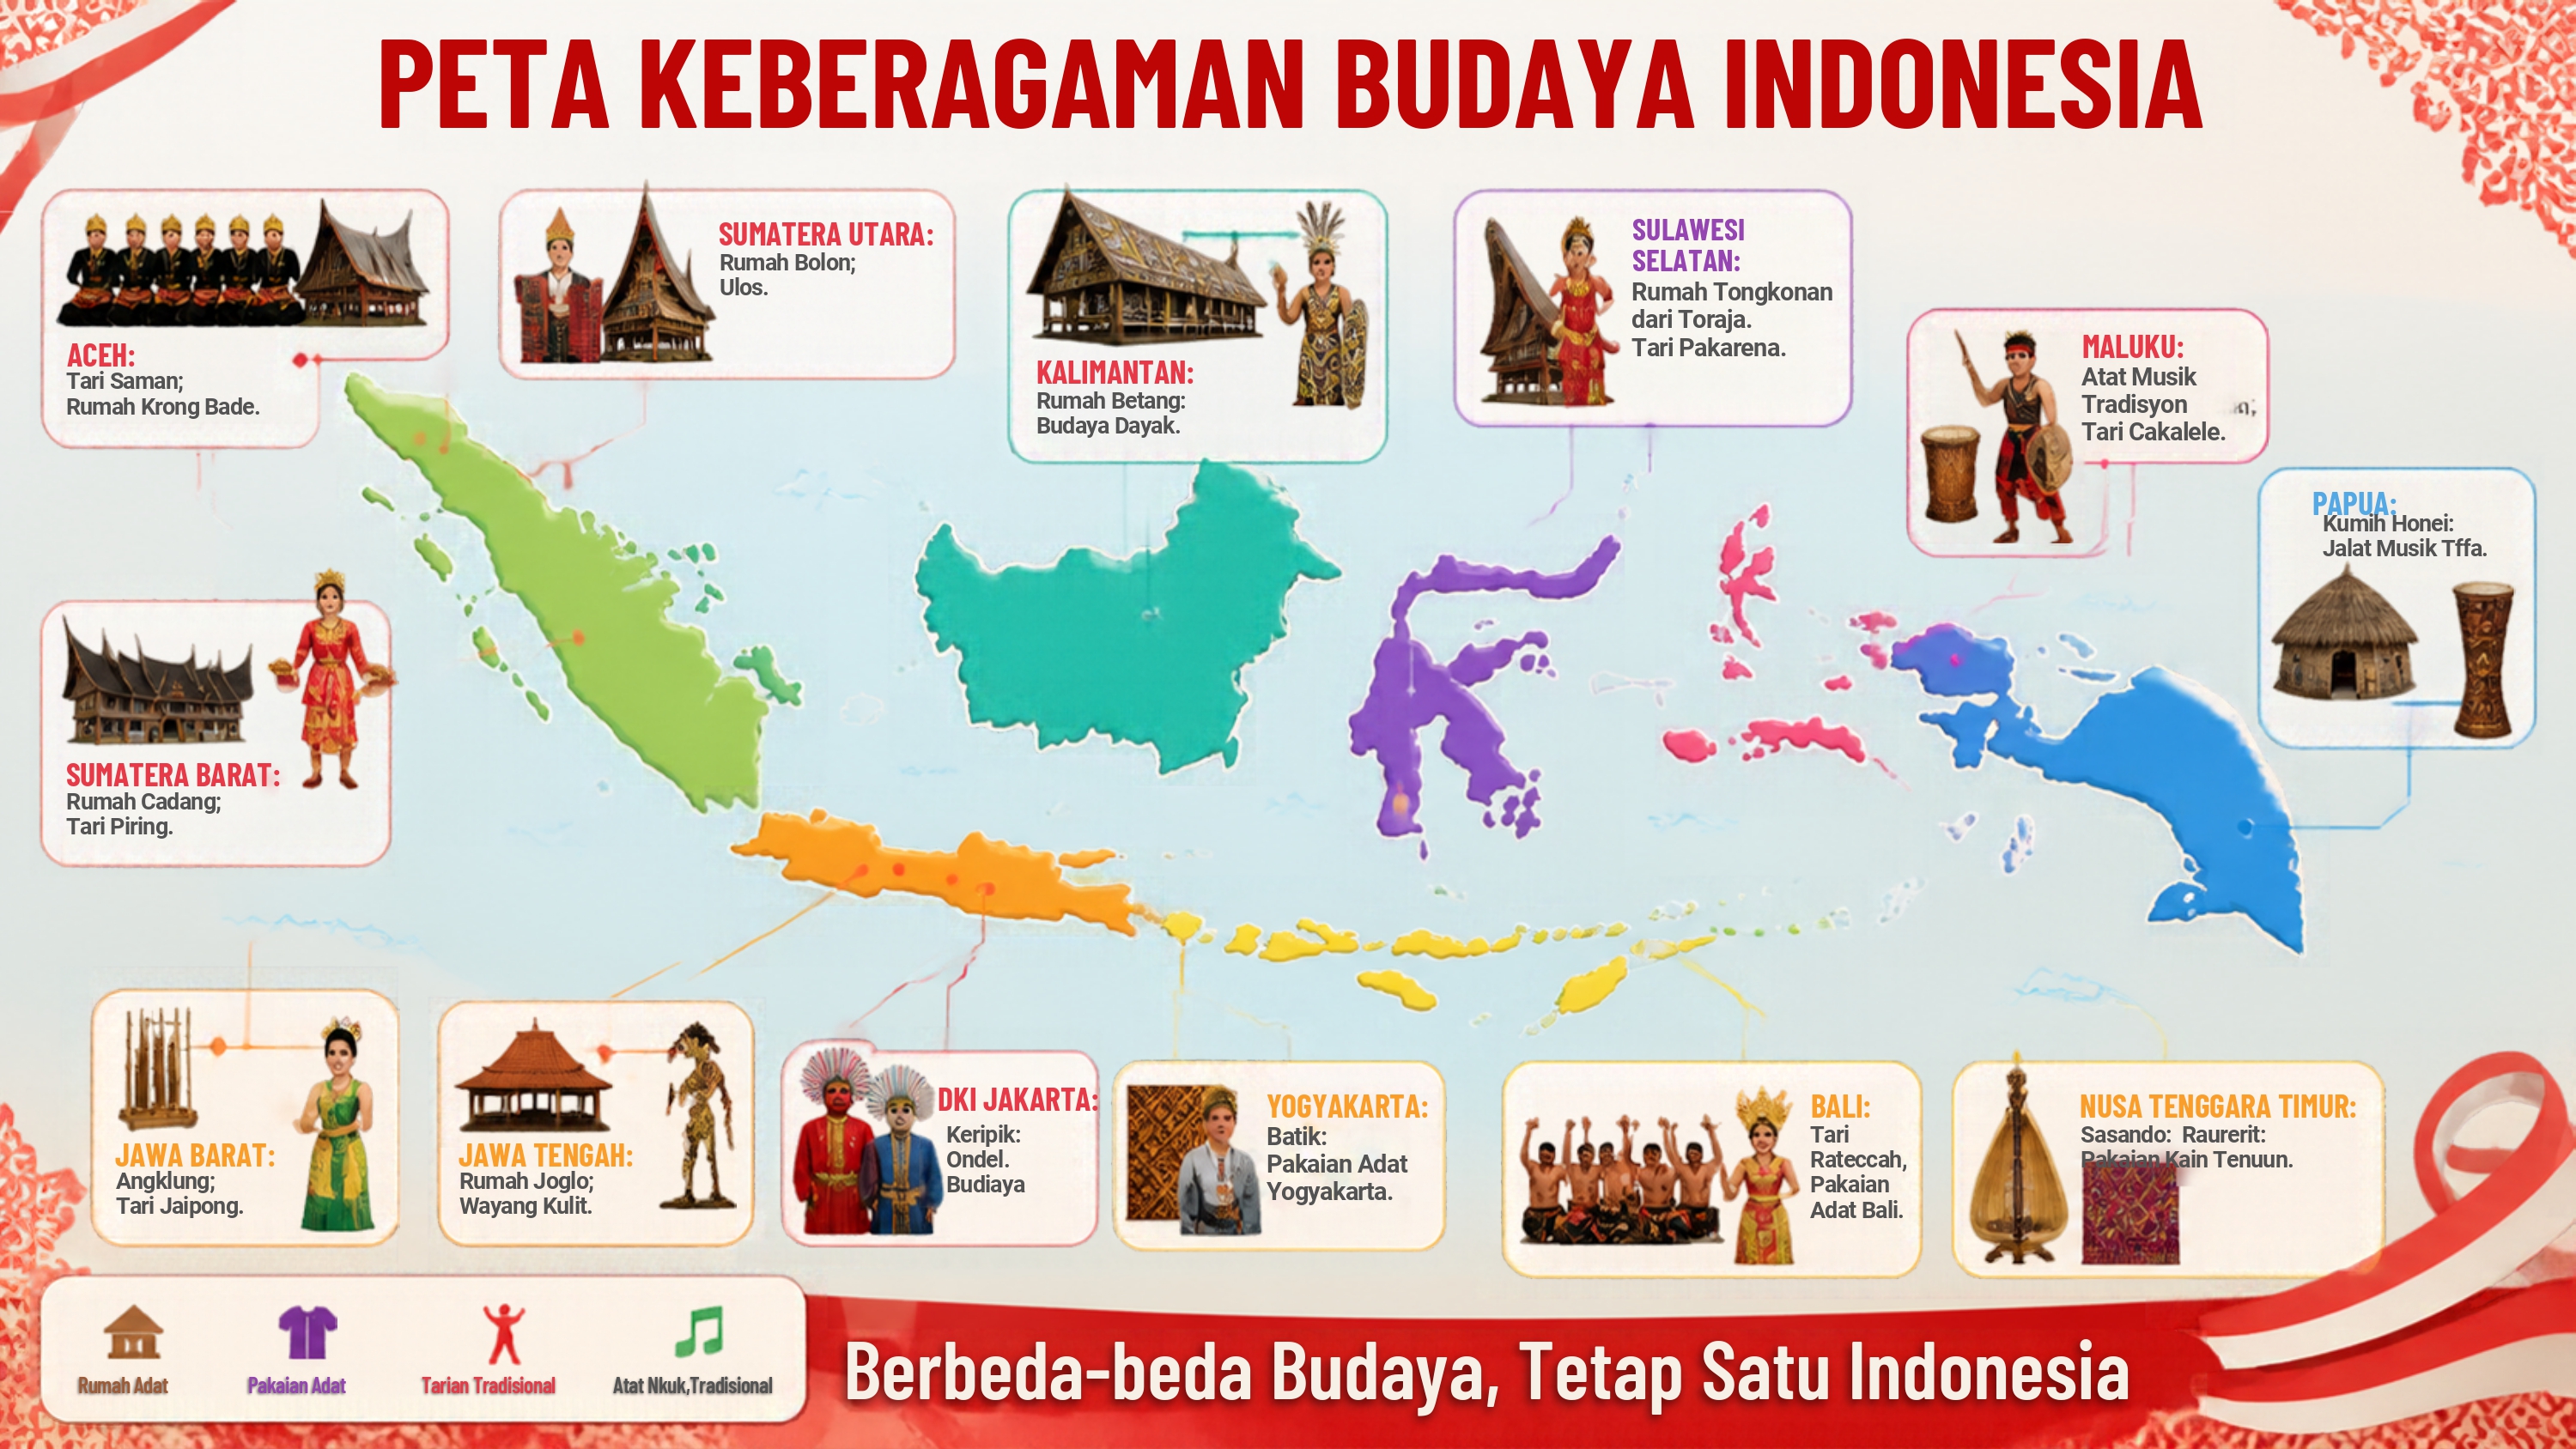 PETA KEBERAGAMAN BUDAYA INDONESIA
ACEH:
Tari Saman;
Rumah Krong Bade.
SUMATERA UTARA:
Rumah Bolon;
Ulos.
KALIMANTAN:
Rumah Betang:
Budaya Dayak.
SULAWESI
SELATAN:
Rumah Tongkonan
dari Toraja.
Tari Pakarena.
MALUKU:
Atat Musik
Tradisyon
Tari Cakalele.
PAPUA:
Kumih Honei:
Jalat Musik Tffa.
SUMATERA BARAT:
Rumah Cadang;
Tari Piring.
JAWA BARAT:
Angklung;
Tari Jaipong.
JAWA TENGAH:
Rumah Joglo;
Wayang Kulit.
DKI JAKARTA:
Keripik:
Ondel.
Budiaya
YOGYAKARTA:
Batik:
Pakaian Adat
Yogyakarta.
BALI:
Tari
Rateccah,
Pakaian
Adat Bali.
NUSA TENGGARA TIMUR:
Sasando: Raurerit:
Pakaian Kain Tenuun.
Rumah Adat
Pakaian Adat
Tarian Tradisional
Atat Nkuk,Tradisional
Berbeda-beda Budaya, Tetap Satu Indonesia